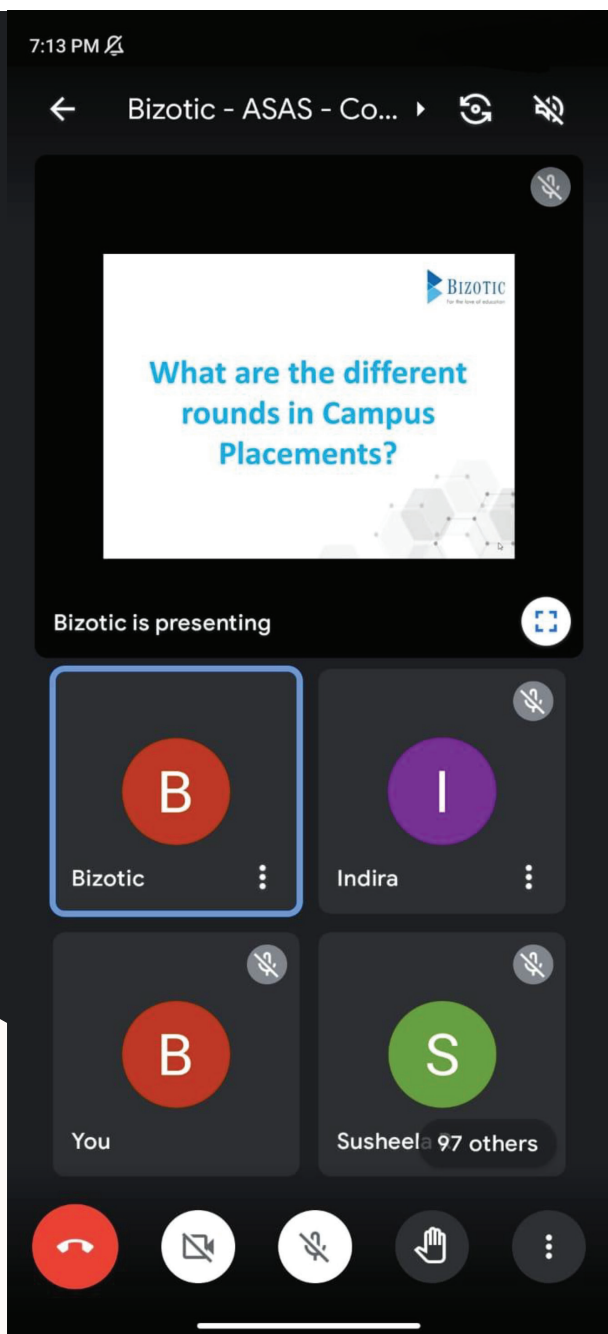 7:13 PM
Bizotic - ASAS - Co...
BIZOTIC
For the love of education
What are the different
rounds in Campus
Placements?
Bizotic is presenting
B
I
Bizotic
Indira
B
S
You
Susheela
97 others